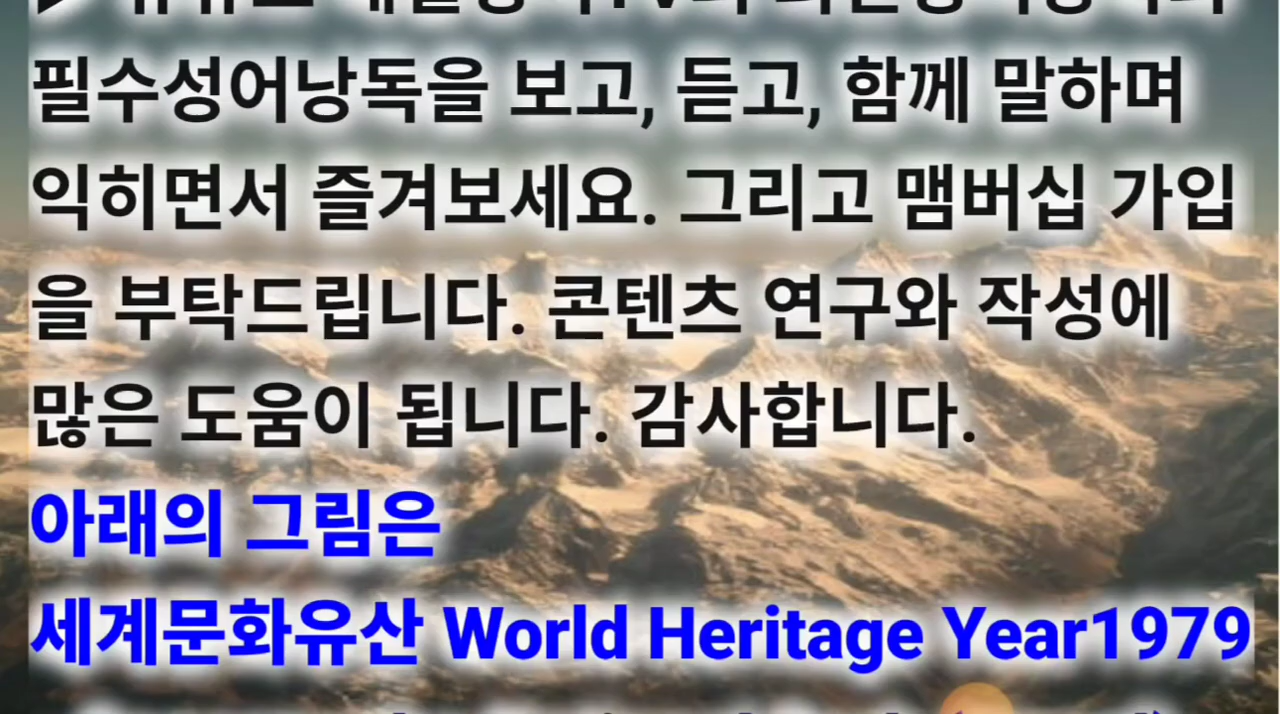 필수성어낭독을 보고, 듣고, 함께 말하며
익히면서 즐겨보세요. 그리고 맴버십 가입
을 부탁드립니다. 콘텐츠 연구와 작성에
많은 도움이 됩니다. 감사합니다.
아래의 그림은
세계문화유산 World Heritage Year1979